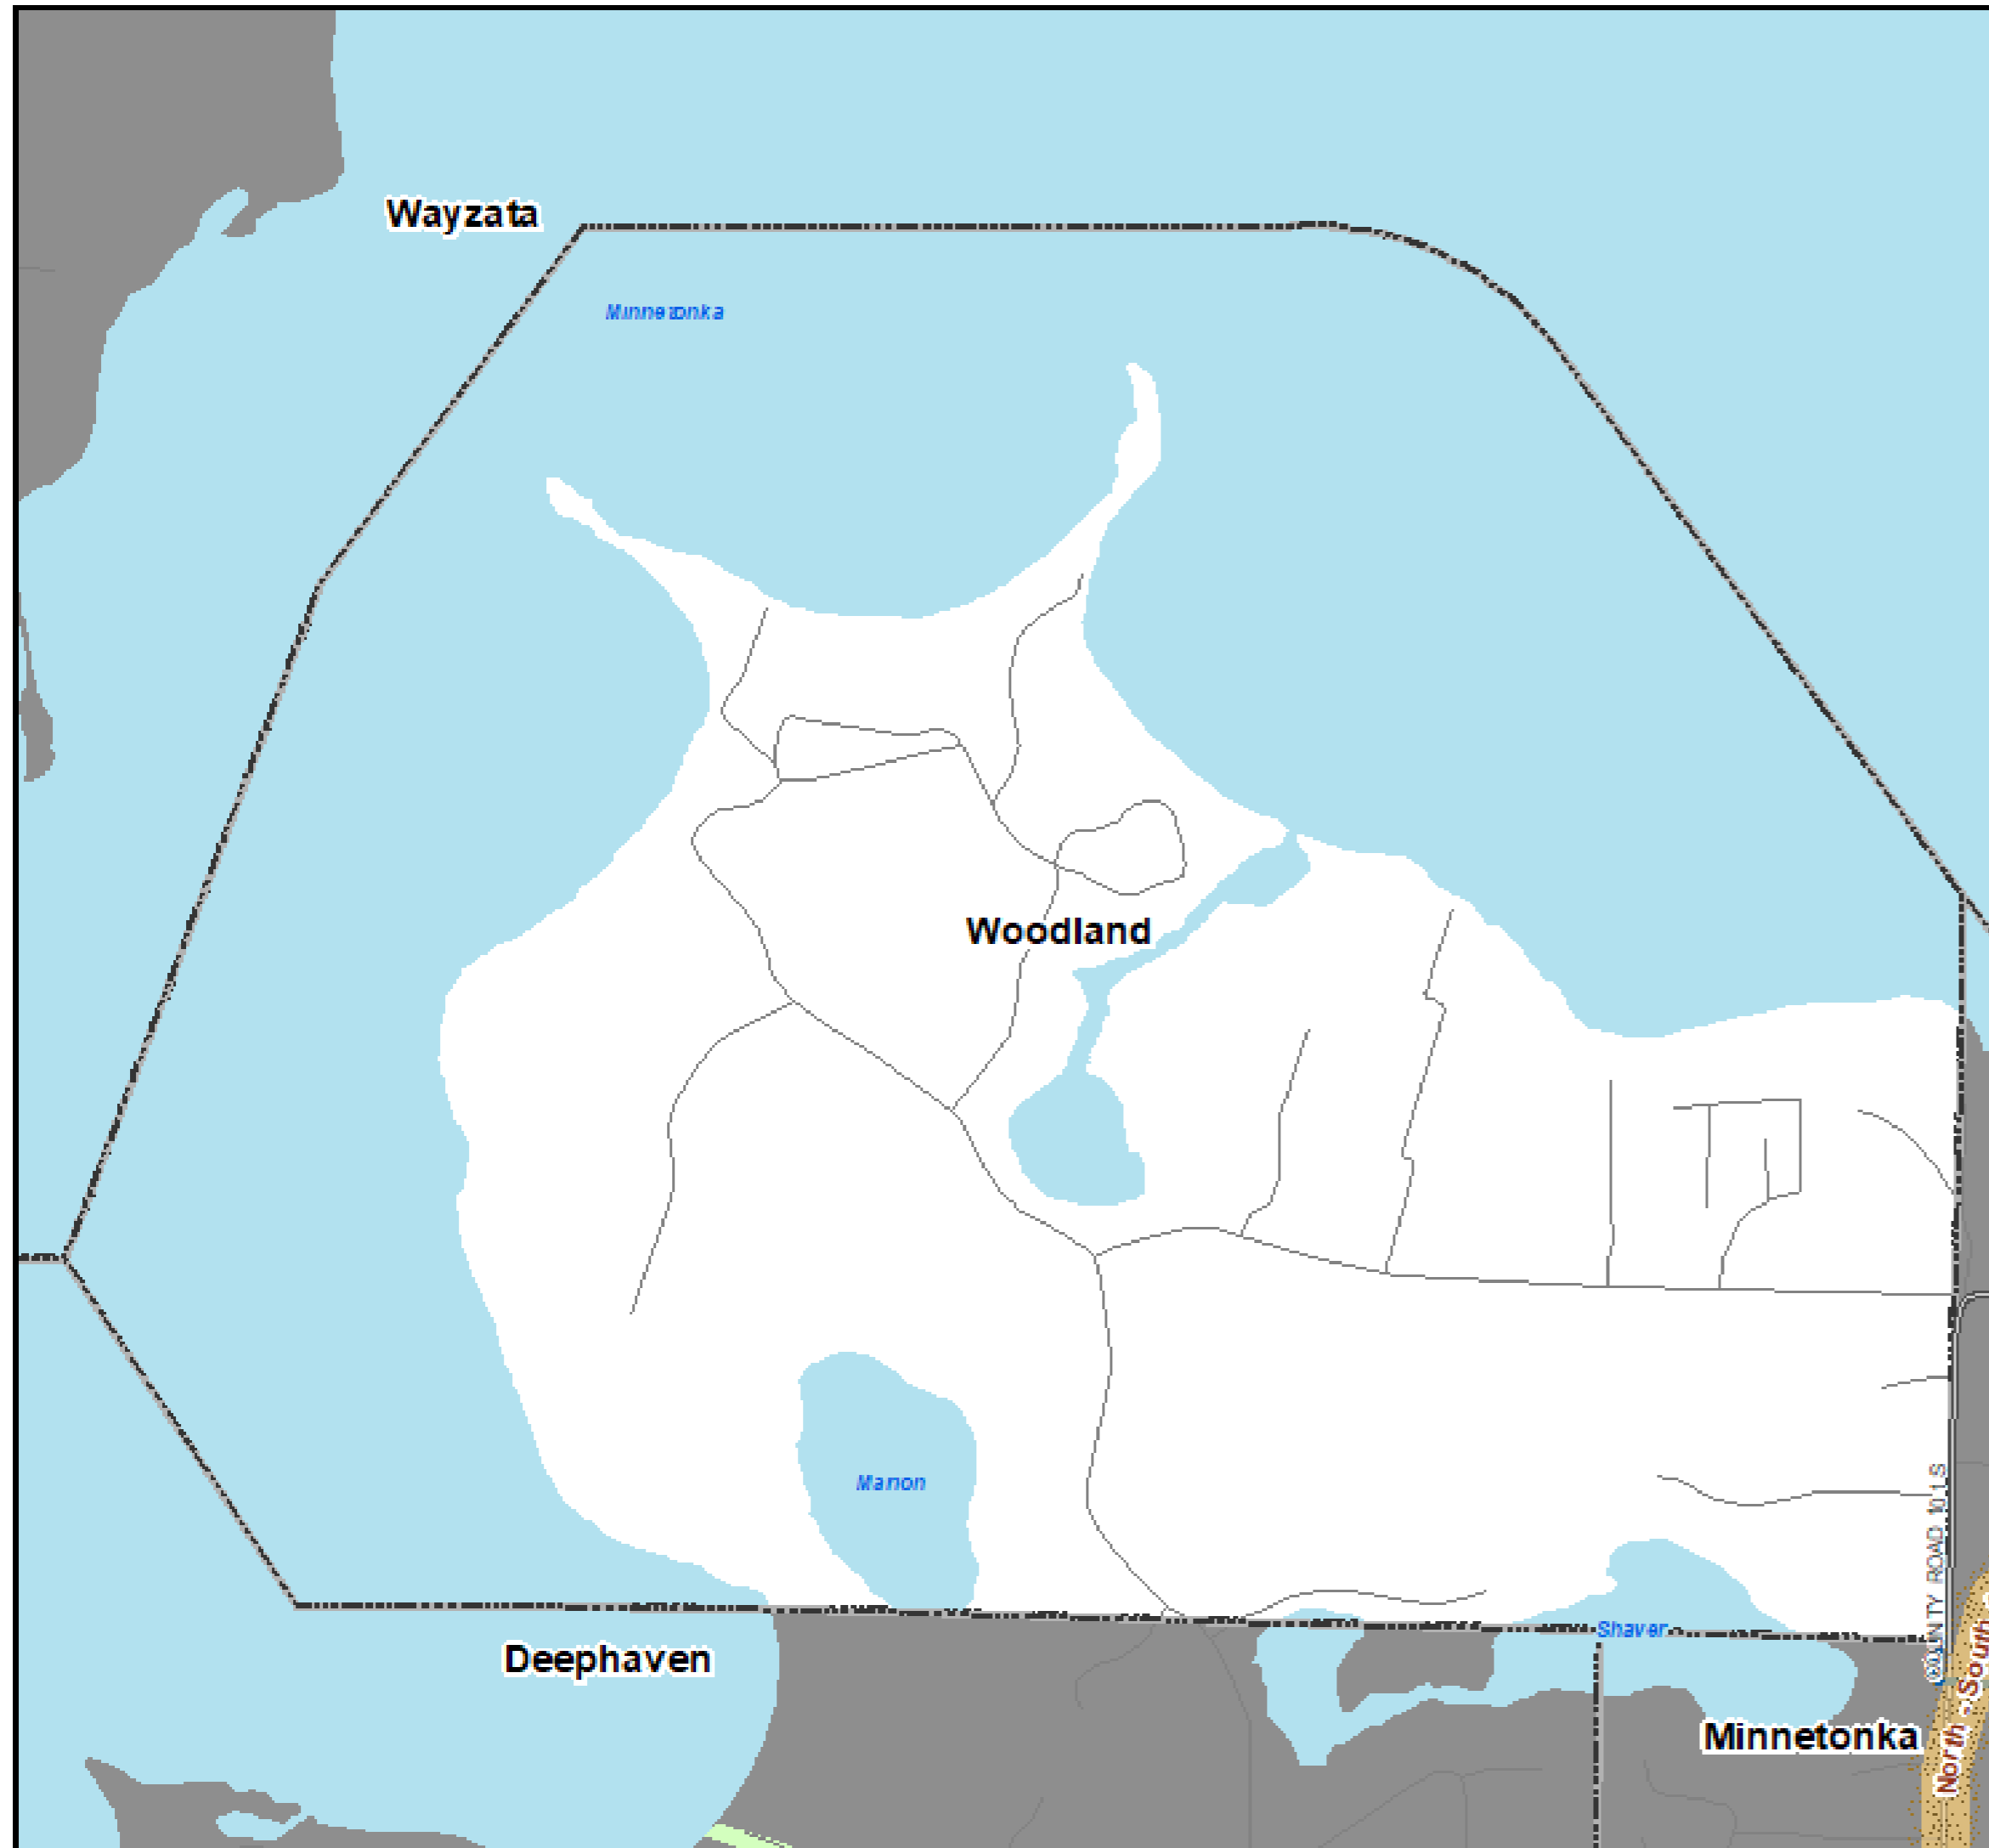 Wayzata
Minnetonka
Woodland
Marion
COUNTY ROAD 101 S
Shaver
Deephaven
Minnetonka
North - South